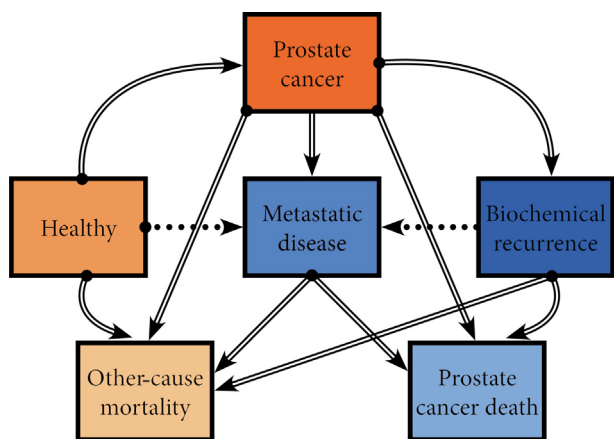 Prostate
cancer
Healthy
Metastatic
disease
Biochemical
recurrence
Other-cause
mortality
Prostate
cancer death